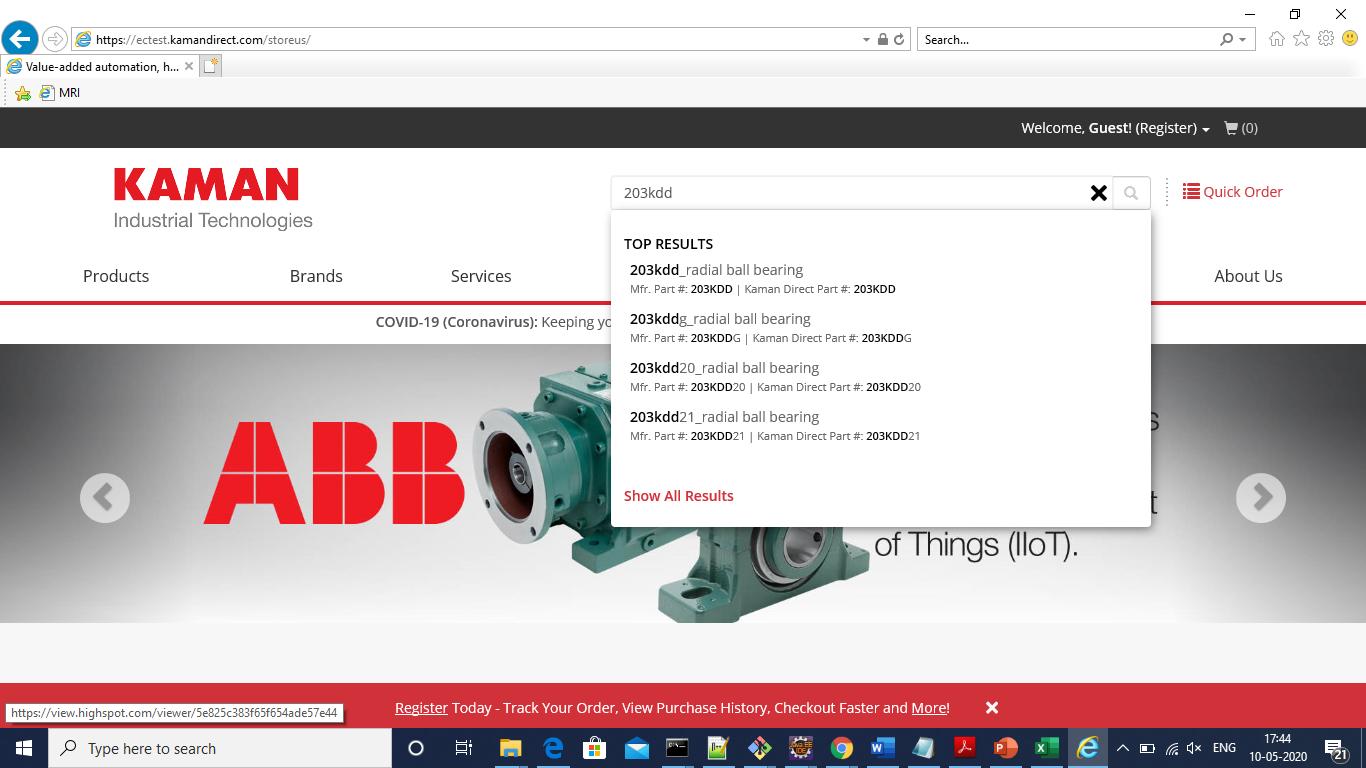 https://ectest.kamandirect.com/storeus/
Search...
Value-added automation, h...
MRI
Welcome, Guest! (Register)
(0)
KAMAN
Industrial Technologies
203kdd
Quick Order
Products
Brands
Services
About Us
TOP RESULTS
203kdd_radial ball bearing
Mfr. Part #: 203KDD | Kaman Direct Part #: 203KDD
203kddg_radial ball bearing
Mfr. Part #: 203KDDG | Kaman Direct Part #: 203KDDG
203kdd20_radial ball bearing
Mfr. Part #: 203KDD20 | Kaman Direct Part #: 203KDD20
203kdd21_radial ball bearing
Mfr. Part #: 203KDD21 | Kaman Direct Part #: 203KDD21
Show All Results
COVID-19 (Coronavirus): Keeping yo
ABB
s
t
of Things (IIoT).
Register Today - Track Your Order, View Purchase History, Checkout Faster and More!
https://view.highspot.com/viewer/5e825c383f65f654ade57e44
Type here to search
ENG
17:44
10-05-2020
21